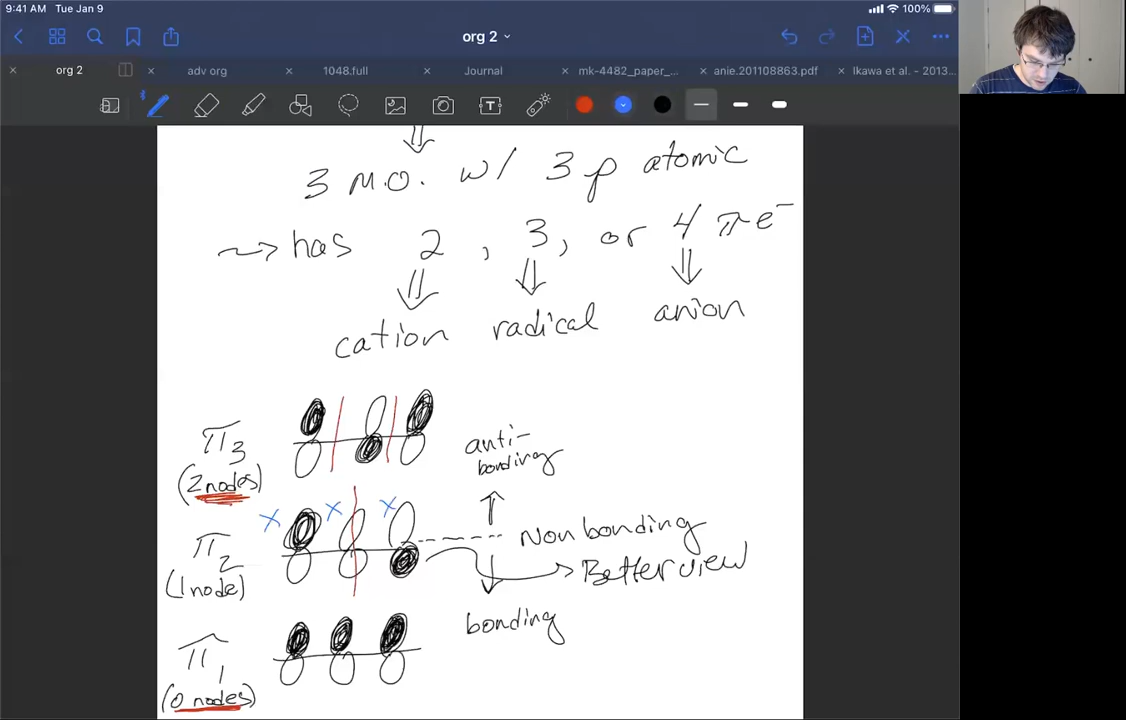 9:41 AM Tue Jan 9
100%
org 2
org 2
adv org
1048.full
Journal
mk-4482_paper_...
anie.201108863.pdf
Ikawa et al. - 2013...
T
3 M.O. w/ 3 p atomic
~> has 2, 3, or 4 πe⁻
cation radical anion
π3
(2 nodes)
anti-
bonding
π2
(1 node)
x x x
Nonbonding
Better view
bonding
π1
(0 nodes)